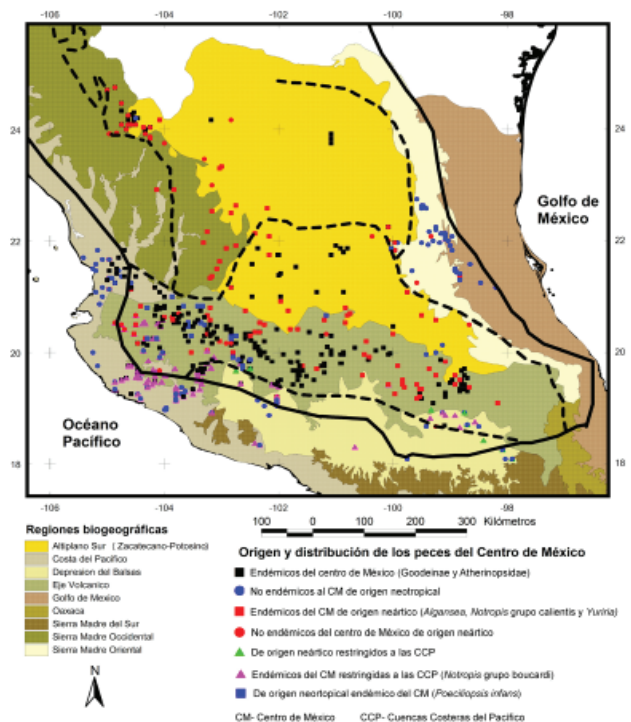 -106
-104
-102
-100
-98
24
24
Golfo de
México
22
22
20
20
Océano
Pacífico
18
18
-106
-104
-102
-100
-98
100
0
100
200
300 Kilómetros
Regiones biogeográficas
Altiplano Sur ( Zacatecano-Potosino)
Costa del Pacífico
Depresion del Balsas
Eje Volcanico
Golfo de Mexico
Oaxaca
Sierra Madre del Sur
Sierra Madre Occidental
Sierra Madre Oriental
N
Origen y distribución de los peces del Centro de México
Endémicos del centro de México (Goodeinae y Atherinopsidae)
No endémicos al CM de origen neotropical
Endémicos del CM de origen neártico (Algansea, Notropis grupo calientis y Yuriria)
No endémicos del centro de México de origen neártico
De origen neártico restringidos a las CCP
Endémicos del CM restringidas a las CCP (Notropis grupo boucardi)
De origen neortopical endémico del CM (Poeciliopsis infans)
CM- Centro de México CCP- Cuencas Costeras del Pacífico